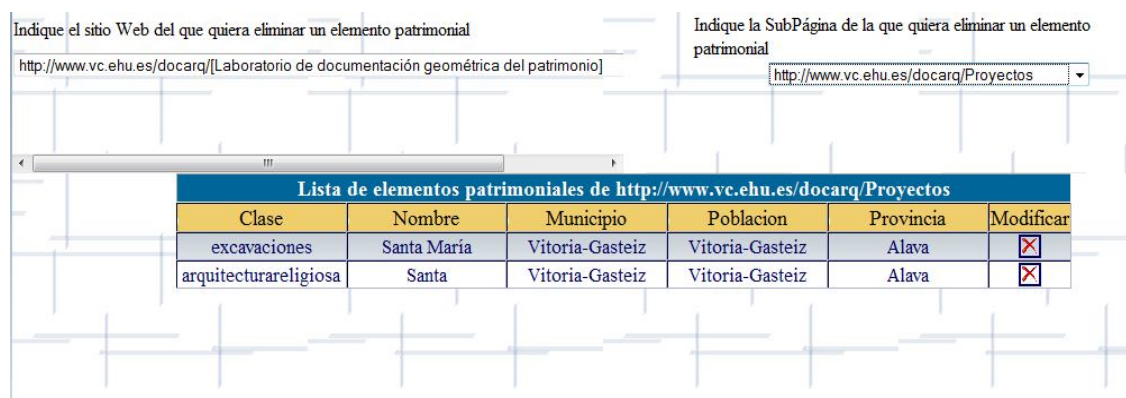 Indique el sitio Web del que quiera eliminar un elemento patrimonial
http://www.vc.ehu.es/docarq/[Laboratorio de documentación geométrica del patrimonio]
Indique la SubPágina de la que quiera eliminar un elemento
patrimonial
http://www.vc.ehu.es/docarq/Proyectos
Lista de elementos patrimoniales de http://www.vc.ehu.es/docarq/Proyectos
Clase Nombre Municipio Poblacion Provincia Modificar
excavaciones Santa María Vitoria-Gasteiz Vitoria-Gasteiz Alava
arquitecturareligiosa Santa Vitoria-Gasteiz Vitoria-Gasteiz Alava